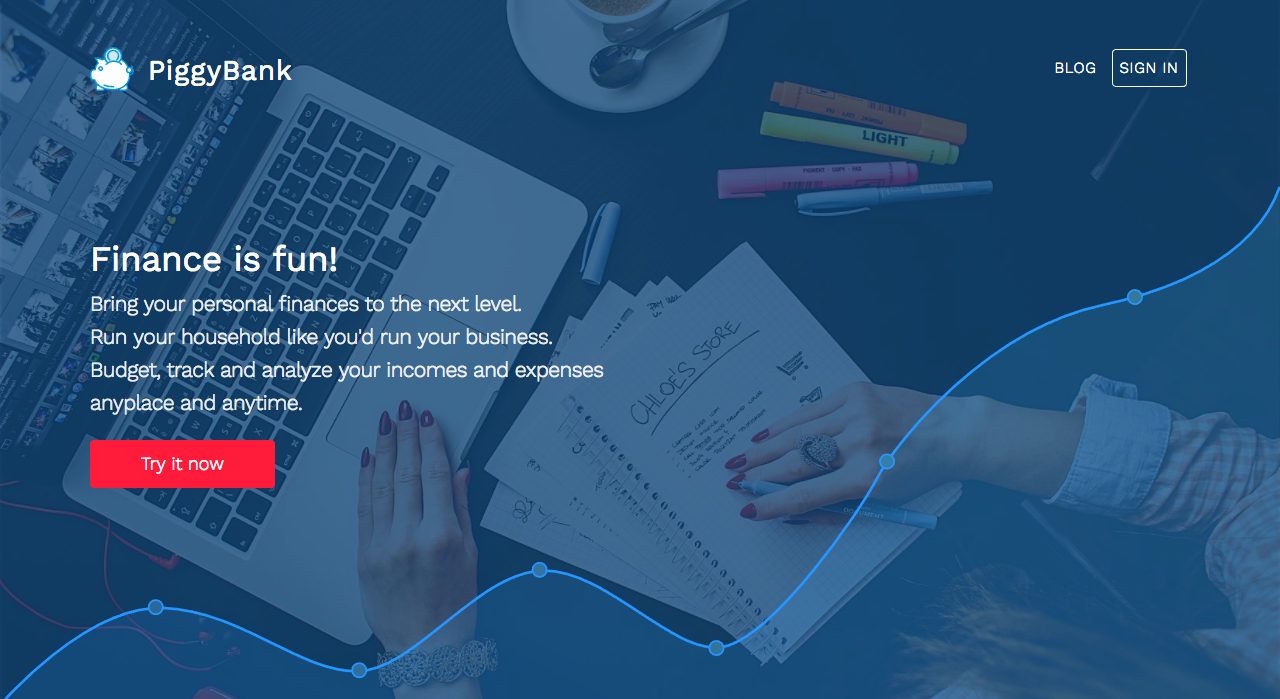 PiggyBank
BLOG
SIGN IN
LIGHT
Finance is fun!
Bring your personal finances to the next level.
Run your household like you'd run your business.
Budget, track and analyze your incomes and expenses
anyplace and anytime.
Try it now
CHLOE'S STORE
DOCUMENT